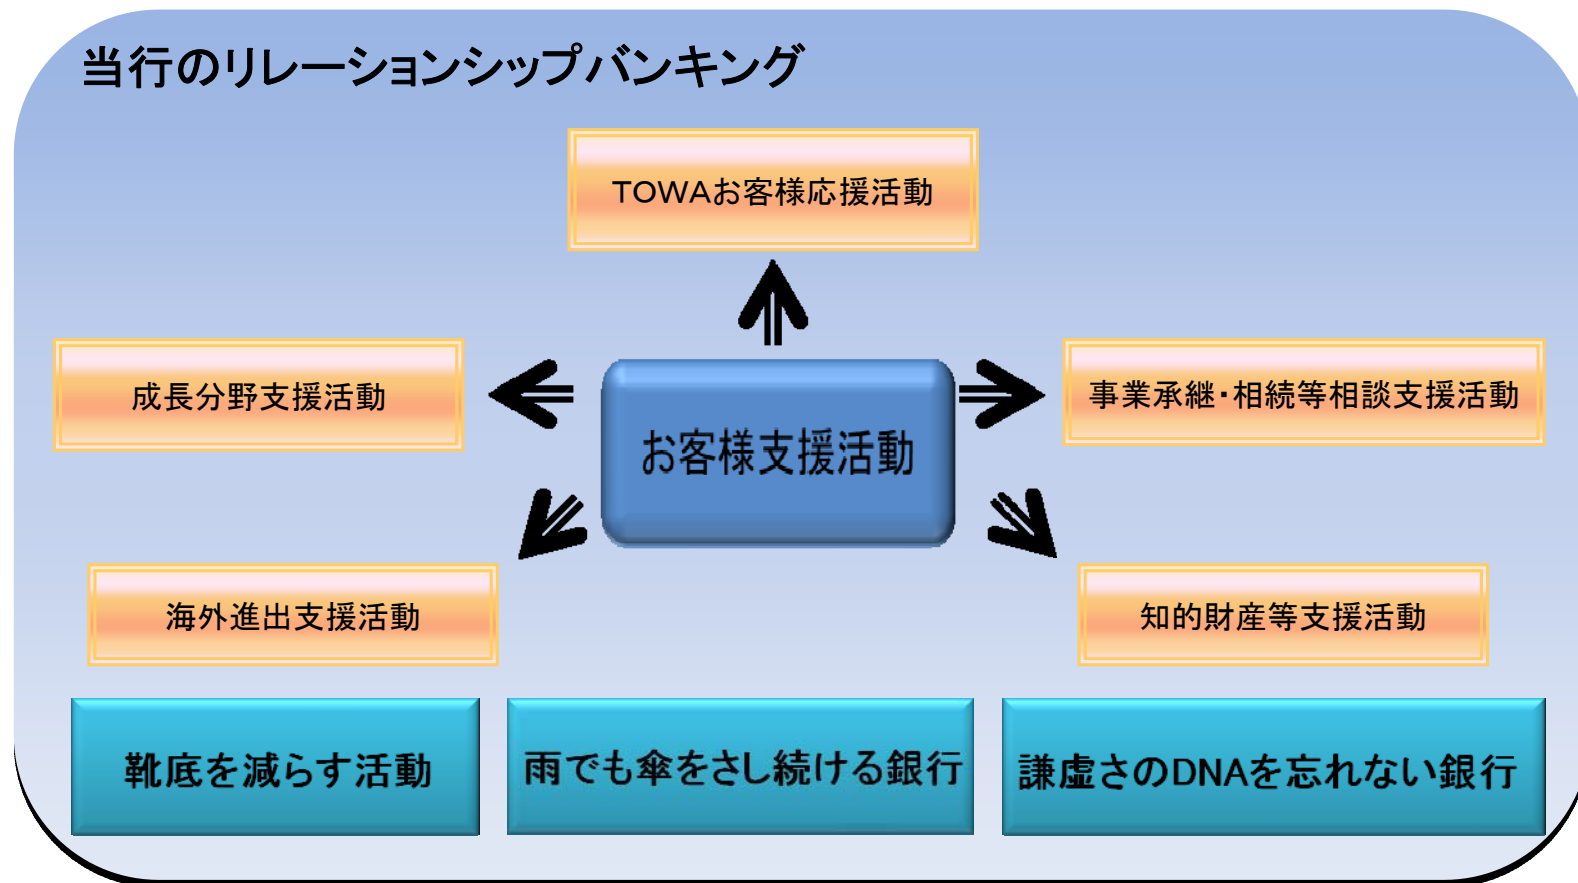 当行のリレーションシップバンキング
TOWAお客様応援活動
成長分野支援活動
事業承継・相続等相談支援活動
お客様支援活動
海外進出支援活動
知的財産等支援活動
靴底を減らす活動
雨でも傘をさし続ける銀行
謙虚さのDNAを忘れない銀行